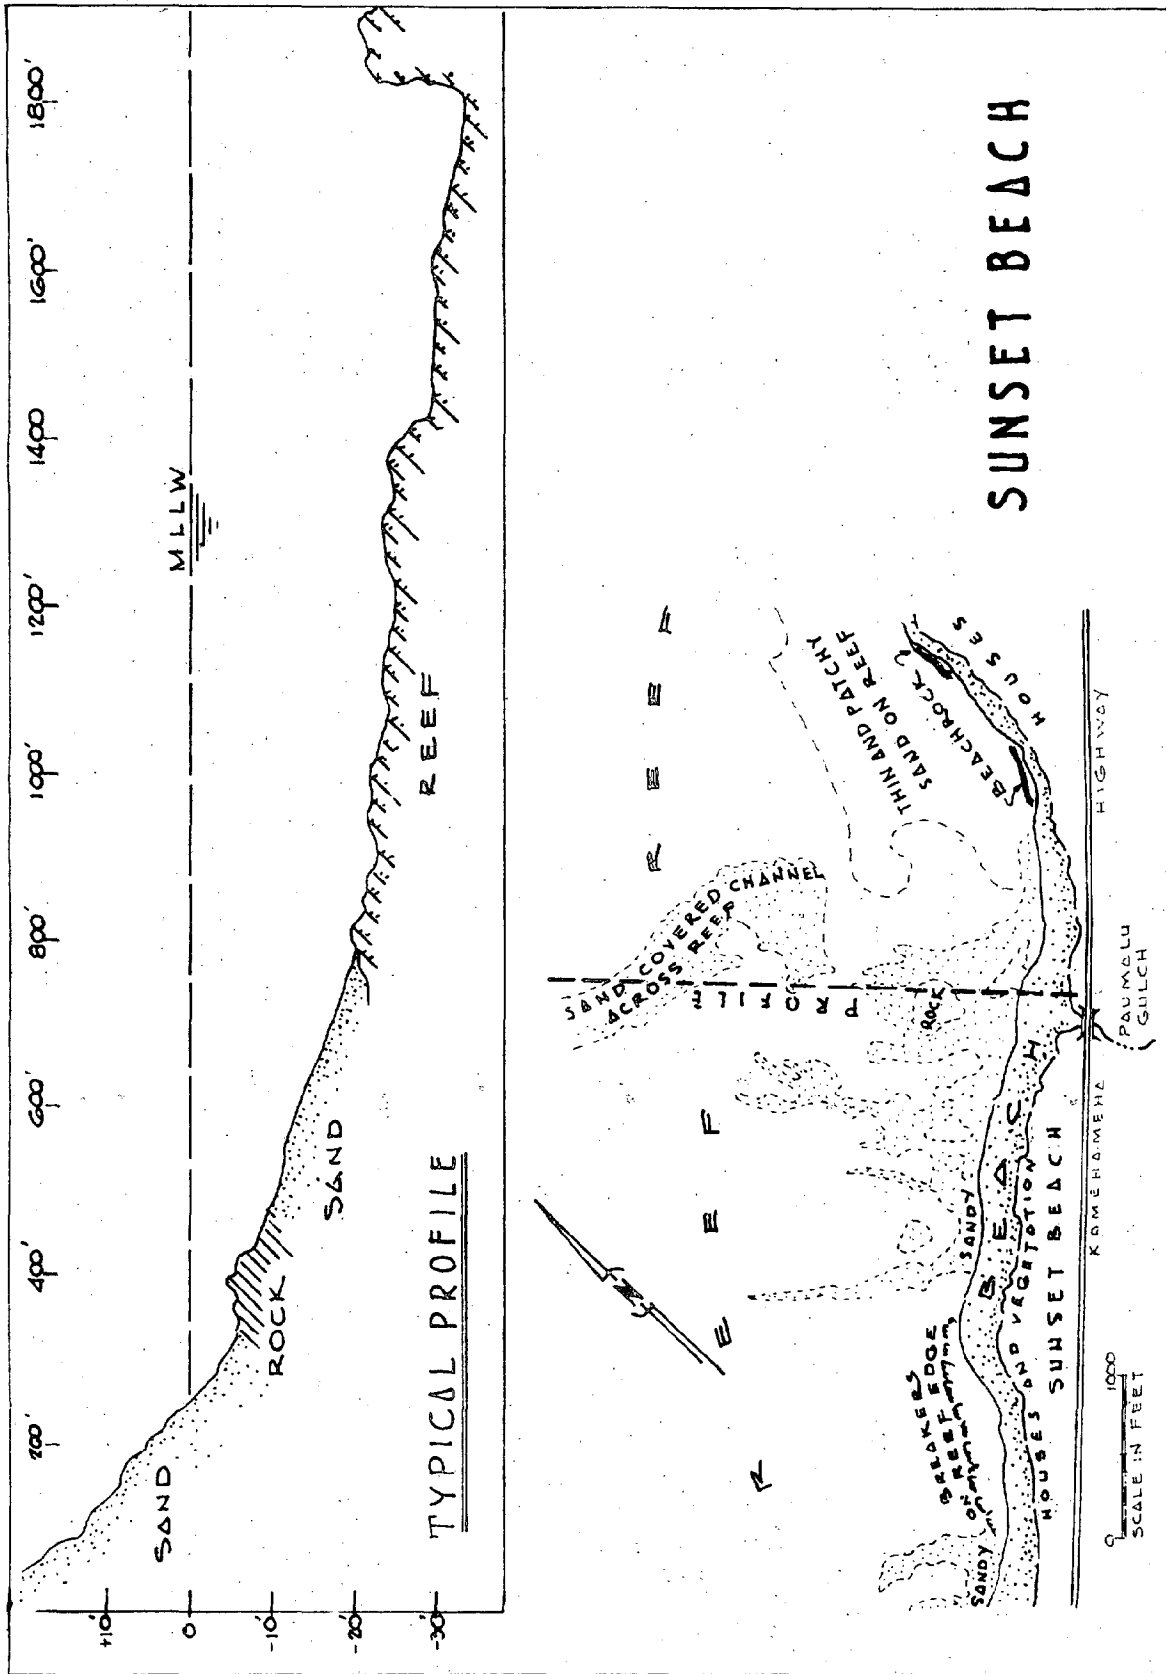 200'
400'
600'
800'
1000'
1200'
1400'
1600'
1800'
+10'
0'
-10'
-20'
-30'
MLLW
SAND
ROCK
SAND
REEF
TYPICAL PROFILE
SAND COVERED CHANNEL
ACROSS REEF
REEF
REEF
PROFILE
THIN AND PATCHY
SAND ON REEF
BEACHROCK
HOUSES
ROCK
N
BREAKERS
ON REEF EDGE
SANDY
SANDY
BEACH
HOUSES AND VEGETATION
SUNSET BEACH
KAMEHAMEHA HIGHWAY
PAUMALU
GULCH
0 1000
SCALE IN FEET
SUNSET BEACH